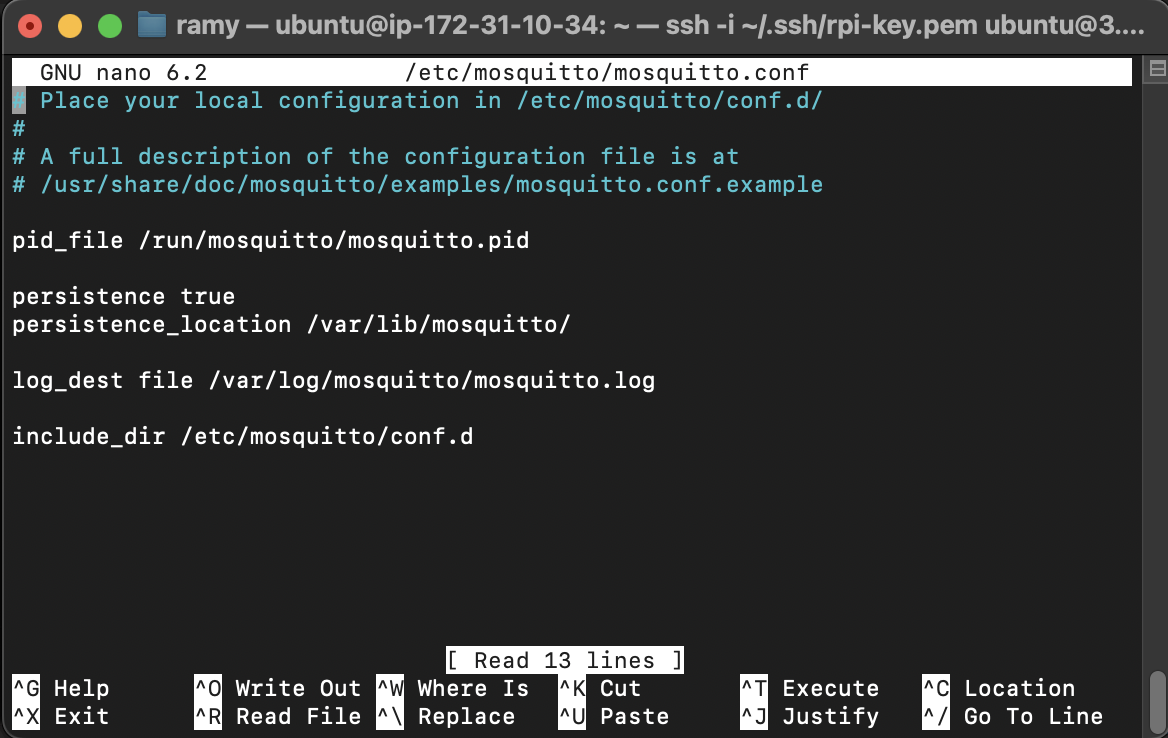 ramy — ubuntu@ip-172-31-10-34: ~ — ssh -i ~/.ssh/rpi-key.pem ubuntu@3....
GNU nano 6.2 /etc/mosquitto/mosquitto.conf
# Place your local configuration in /etc/mosquitto/conf.d/
#
# A full description of the configuration file is at
# /usr/share/doc/mosquitto/examples/mosquitto.conf.example
pid_file /run/mosquitto/mosquitto.pid
persistence true
persistence_location /var/lib/mosquitto/
log_dest file /var/log/mosquitto/mosquitto.log
include_dir /etc/mosquitto/conf.d
[ Read 13 lines ]
^G Help ^O Write Out ^W Where Is ^K Cut ^T Execute ^C Location
^X Exit ^R Read File ^\ Replace ^U Paste ^J Justify ^/ Go To Line